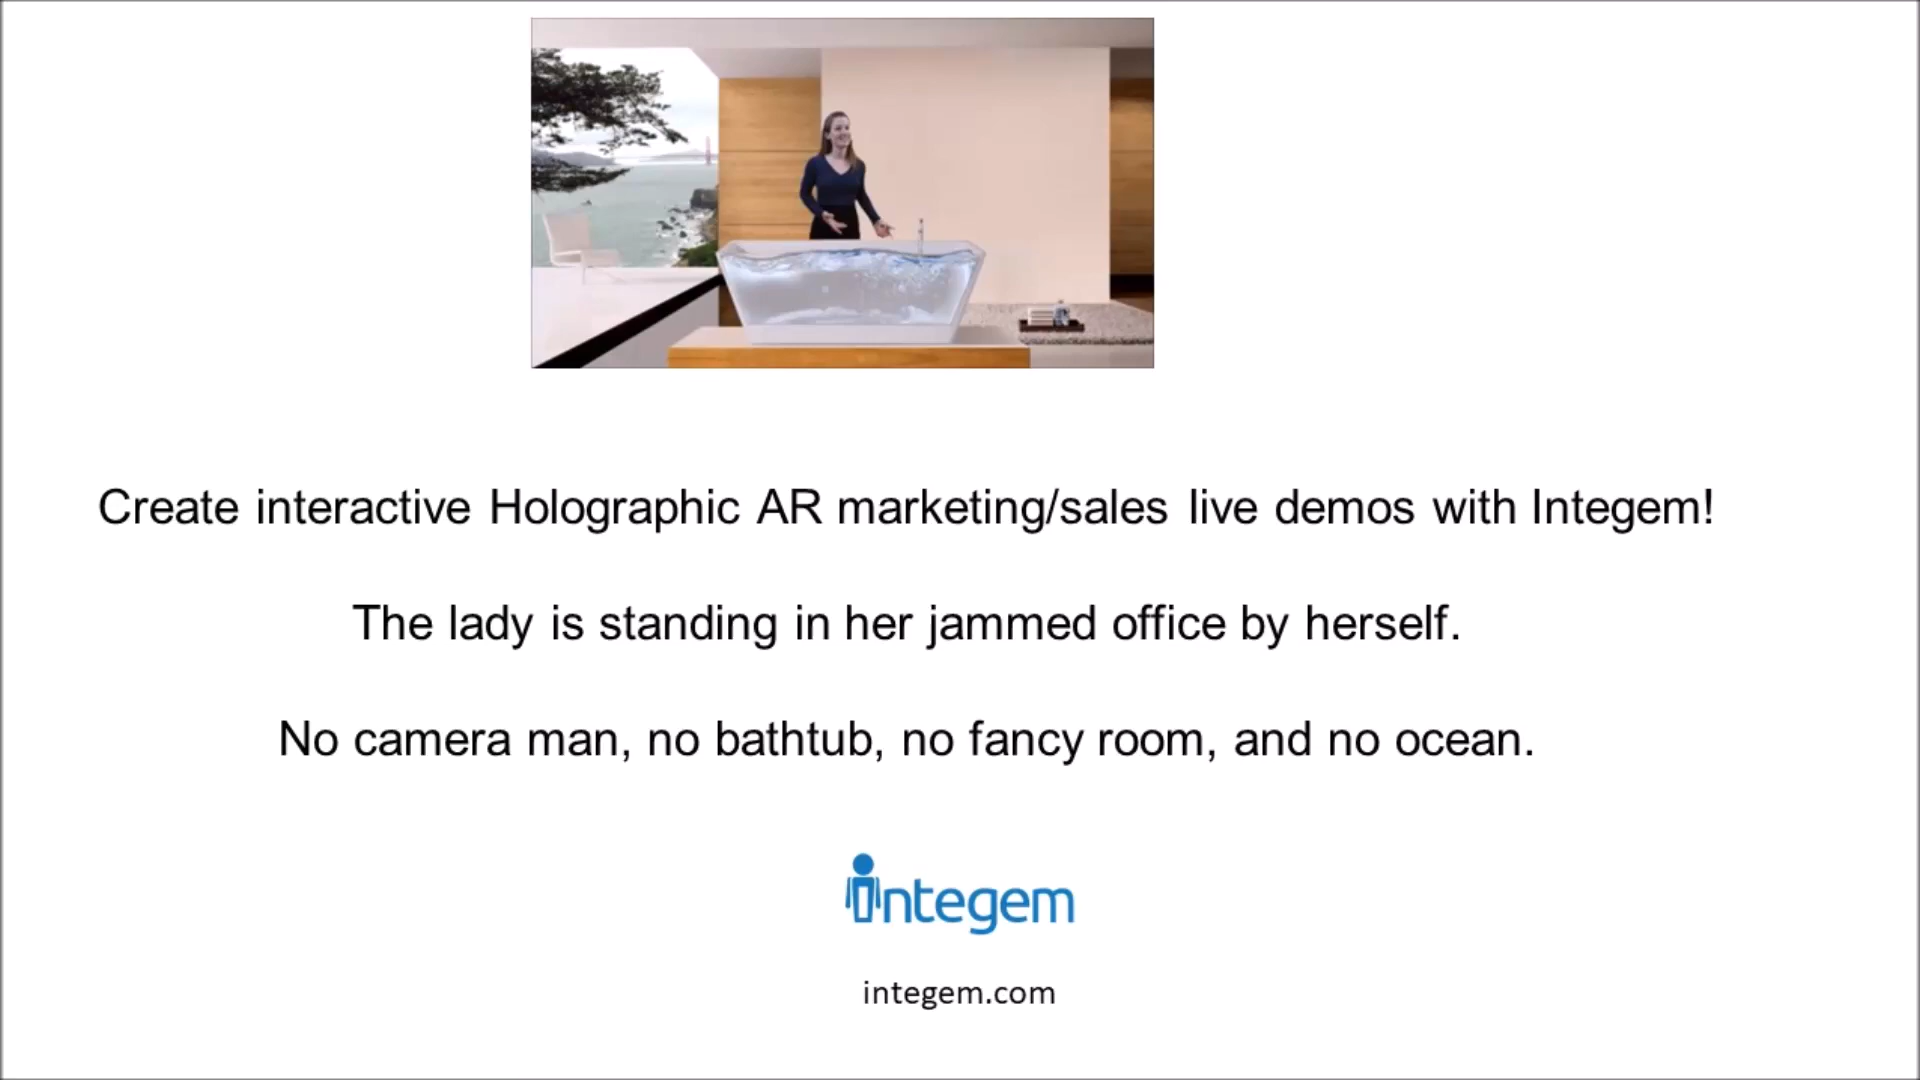 Create interactive Holographic AR marketing/sales live demos with Integem!
The lady is standing in her jammed office by herself.
No camera man, no bathtub, no fancy room, and no ocean.
integem
integem.com